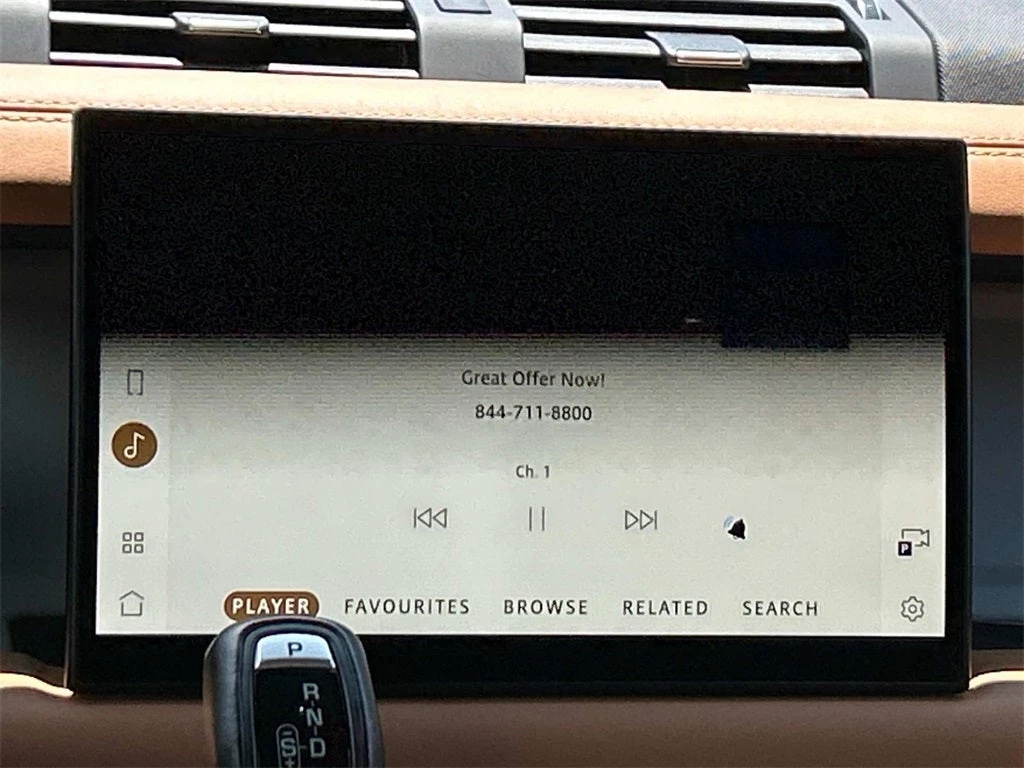 Great Offer Now!
844-711-8800
Ch. 1
P
PLAYER FAVOURITES BROWSE RELATED SEARCH
P
R
N
S D